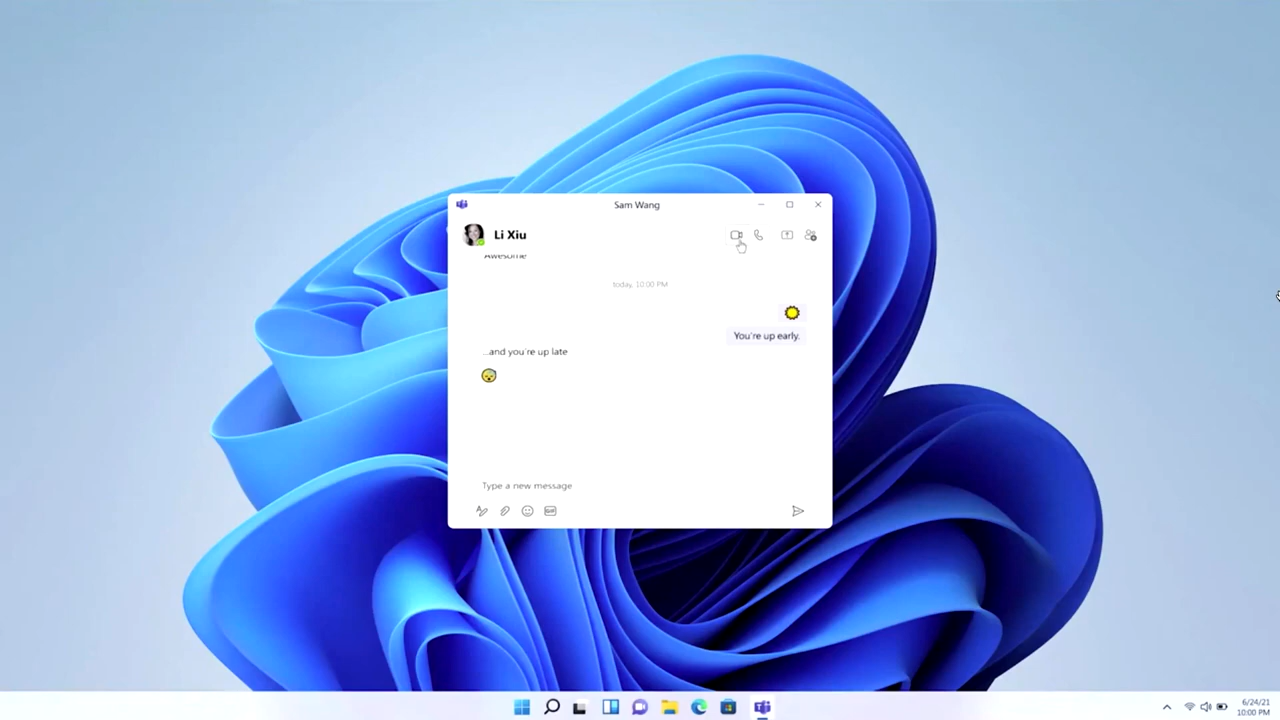 Sam Wang
Li Xiu
Awesome
today, 10:00 PM
You're up early.
...and you're up late
Type a new message
GIF
6/24/21
10:00 PM